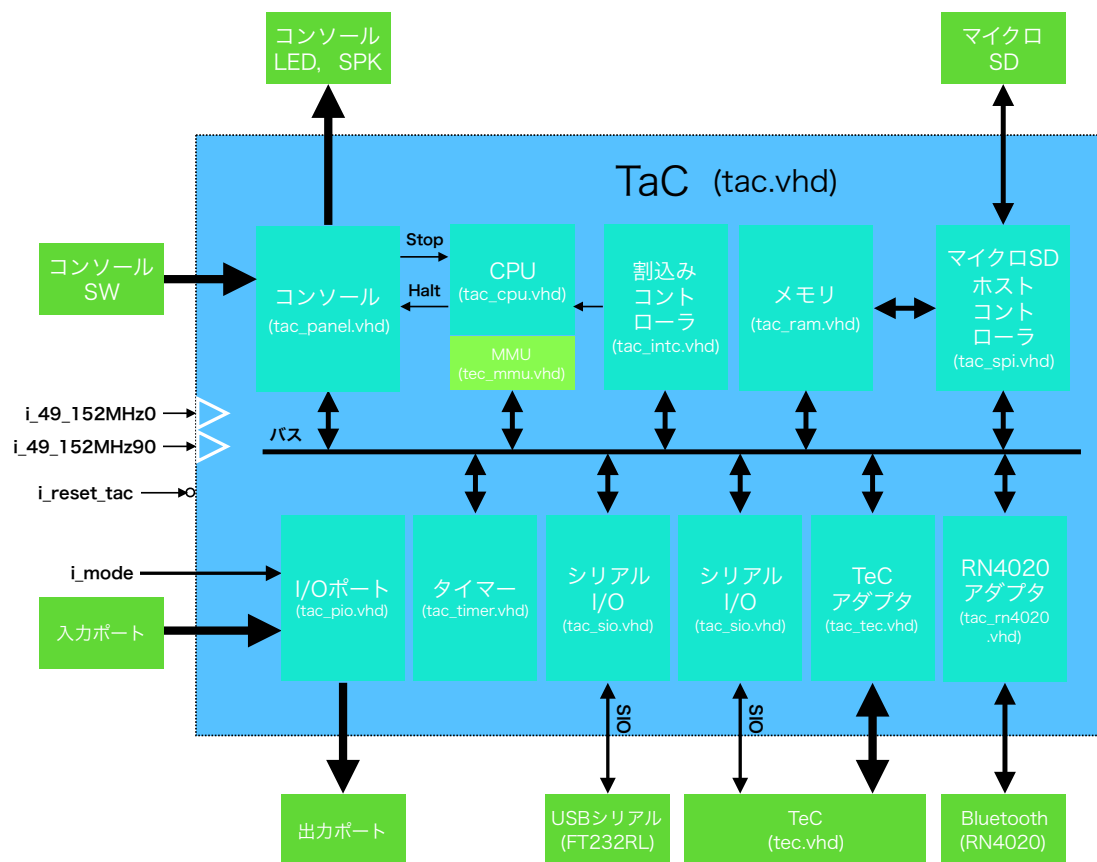 コンソール
LED, SPK
マイクロ
SD
TaC (tac.vhd)
コンソール
SW
コンソール
(tac_panel.vhd)
Stop
Halt
CPU
(tac_cpu.vhd)
MMU
(tec_mmu.vhd)
割込み
コント
ローラ
(tac_intc.vhd)
メモリ
(tac_ram.vhd)
マイクロSD
ホスト
コント
ローラ
(tac_spi.vhd)
i_49_152MHz0
i_49_152MHz90
i_reset_tac
バス
i_mode
入力ポート
I/Oポート
(tac_pio.vhd)
タイマー
(tac_timer.vhd)
シリアル
I/O
(tac_sio.vhd)
シリアル
I/O
(tac_sio.vhd)
TeC
アダプタ
(tac_tec.vhd)
RN4020
アダプタ
(tac_rn4020
.vhd)
SIO
SIO
出力ポート
USBシリアル
(FT232RL)
TeC
(tec.vhd)
Bluetooth
(RN4020)